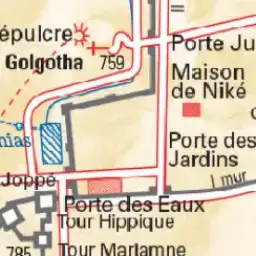 épulcre
Golgotha 759
Porte Ju
Maison
de Niké
nias
Porte des
Jardins
Joppé
1 mur
Porte des Eaux
Tour Hippique
785 Tour Mariamne